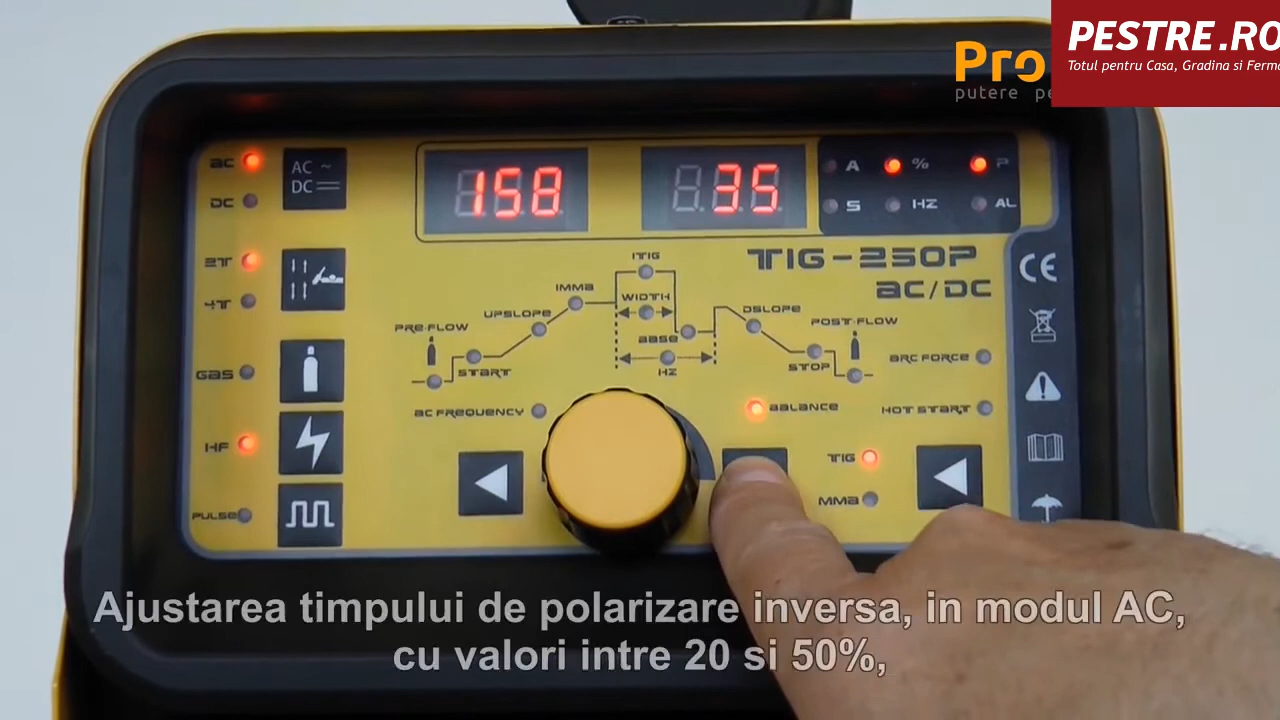 PESTRE.RO
Totul pentru Casa, Gradina si Ferma
Pro
putere pe
AC
DC
AC ~
DC
158
35
A
%
P
S
HZ
AL
2T
4T
TIG-250P
AC/DC
CE
ITIG
IMMA
WIDTH
UPSLOPE
DSLOPE
PRE-FLOW
POST-FLOW
BASE
START
HZ
STOP
ARC FORCE
GAS
AC FREQUENCY
BALANCE
HOT START
HF
TIG
MMA
PULSE
Ajustarea timpului de polarizare inversa, in modul AC,
cu valori intre 20 si 50%,